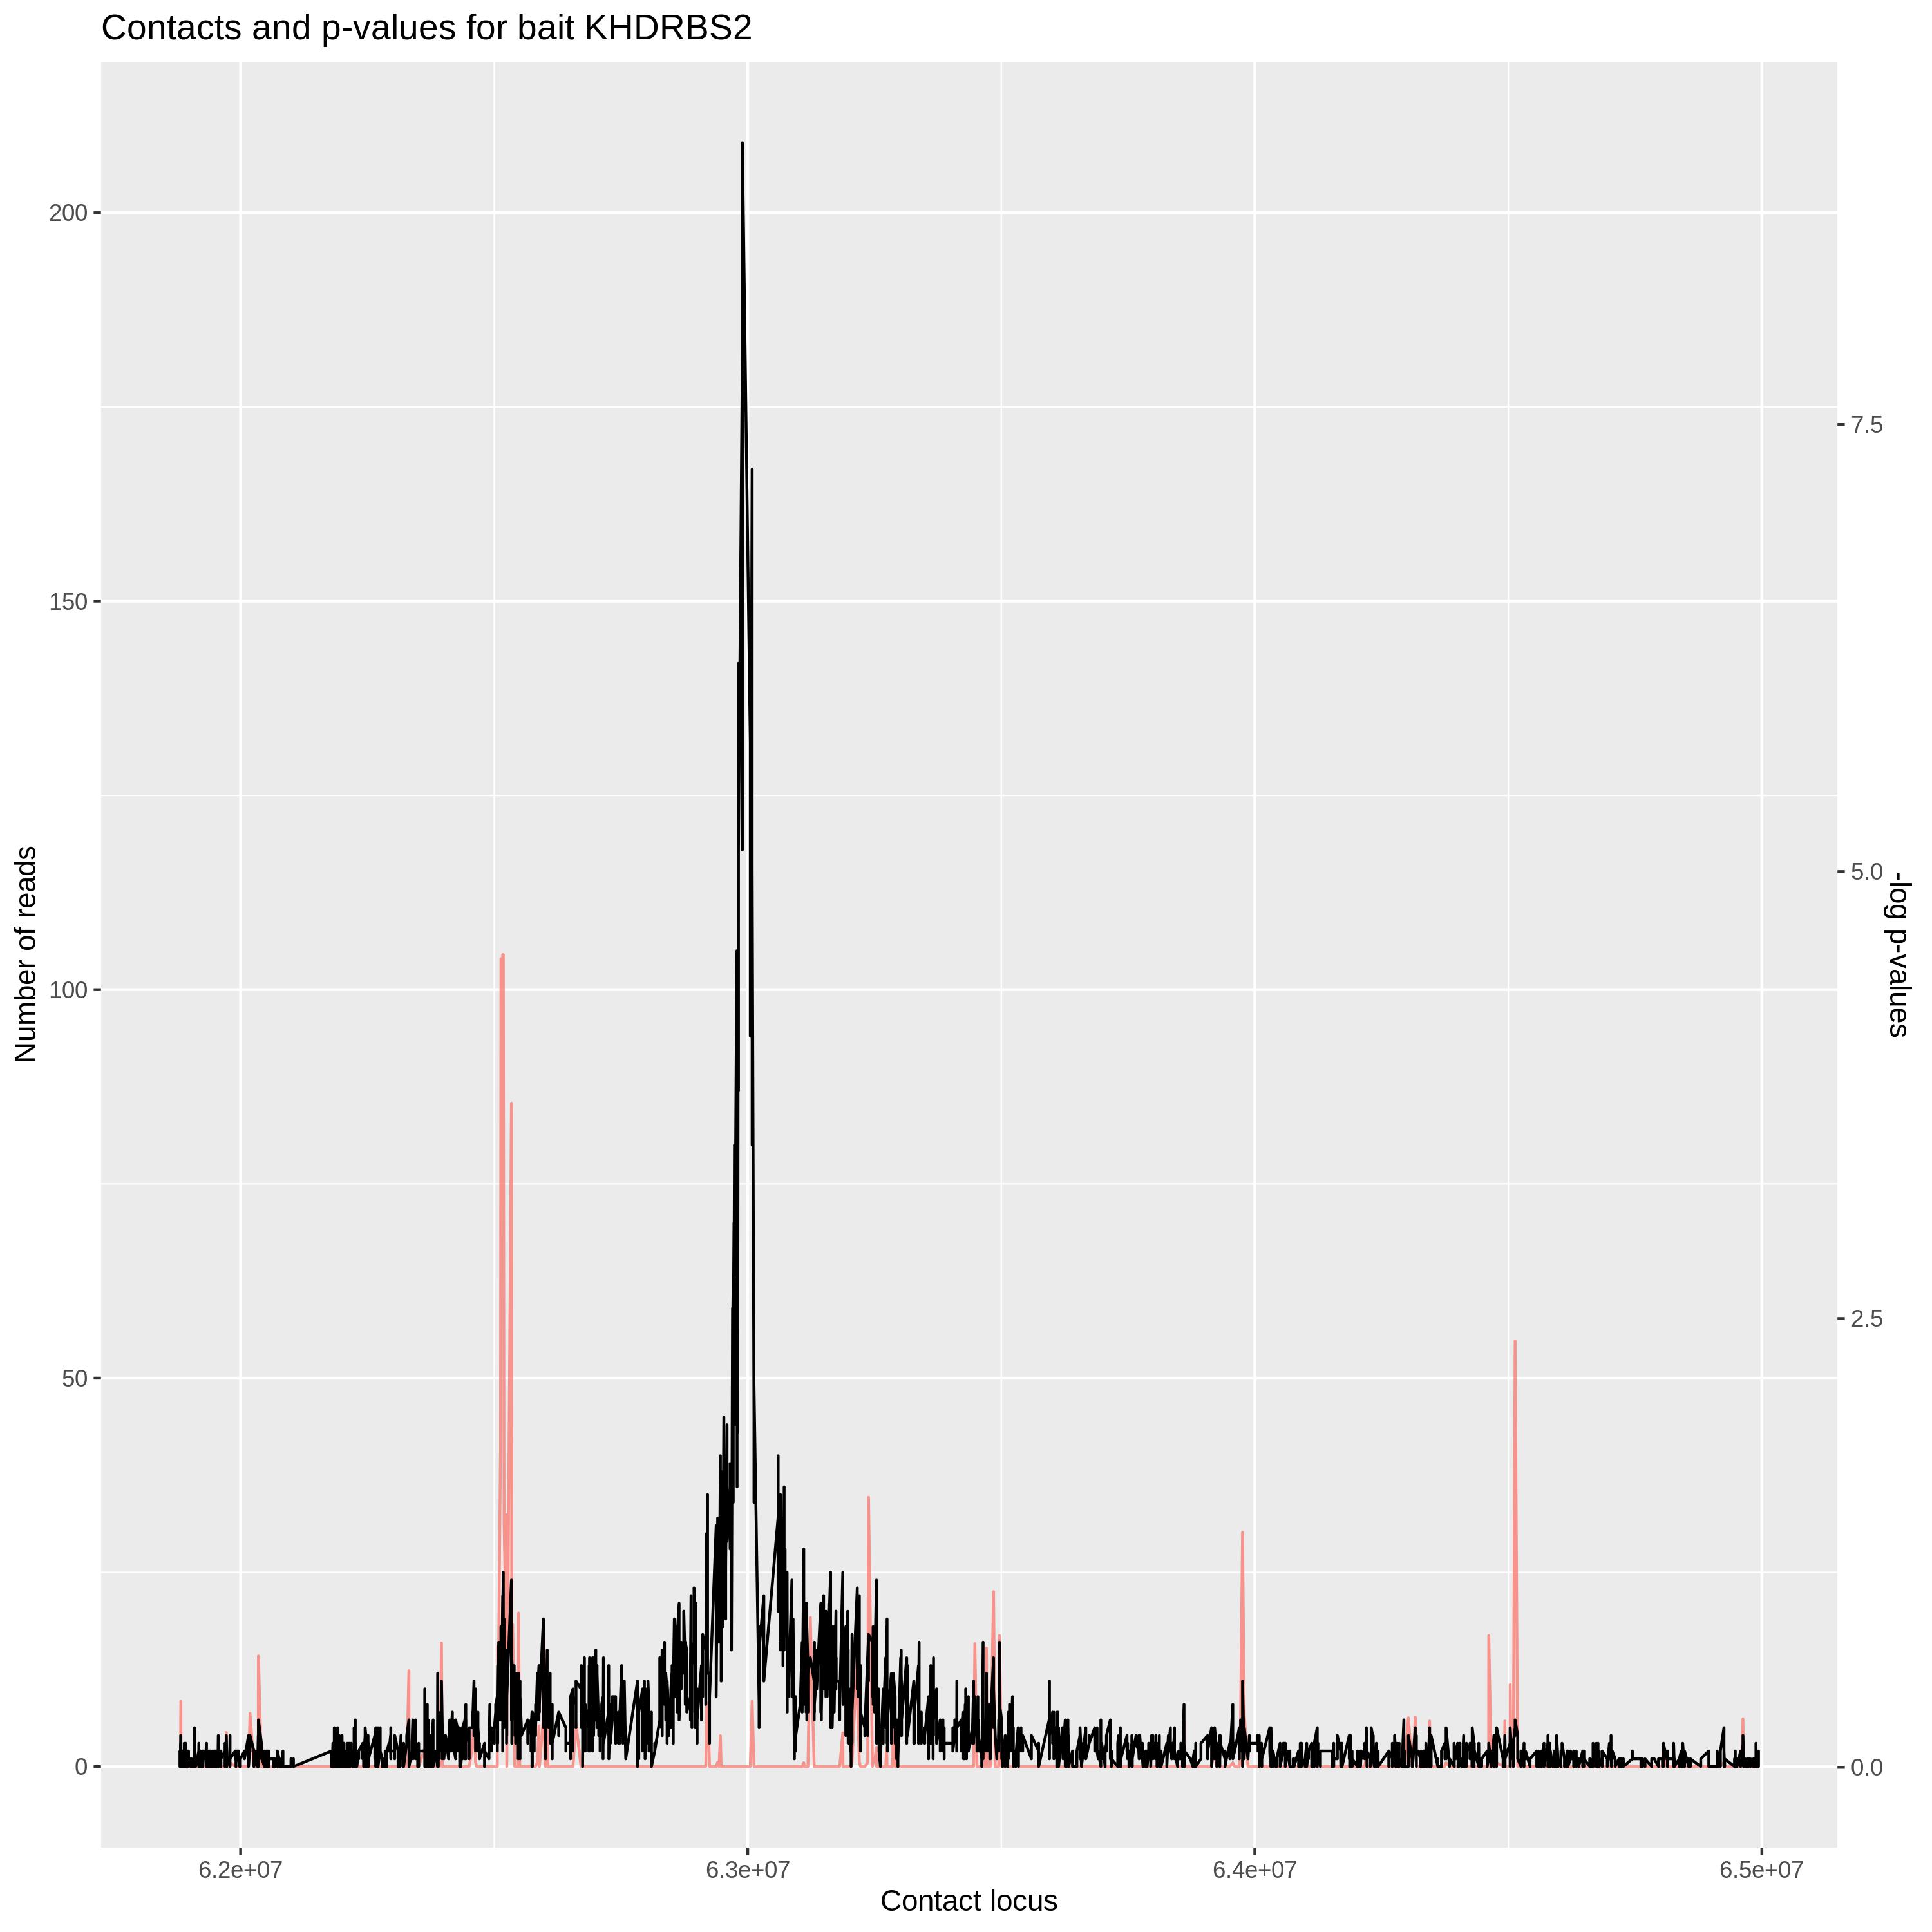 Contacts and p-values for bait KHDRBS2
200
150
100
50
0
Number of reads
7.5
5.0
2.5
0.0
-log p-values
6.2e+07
6.3e+07
6.4e+07
6.5e+07
Contact locus